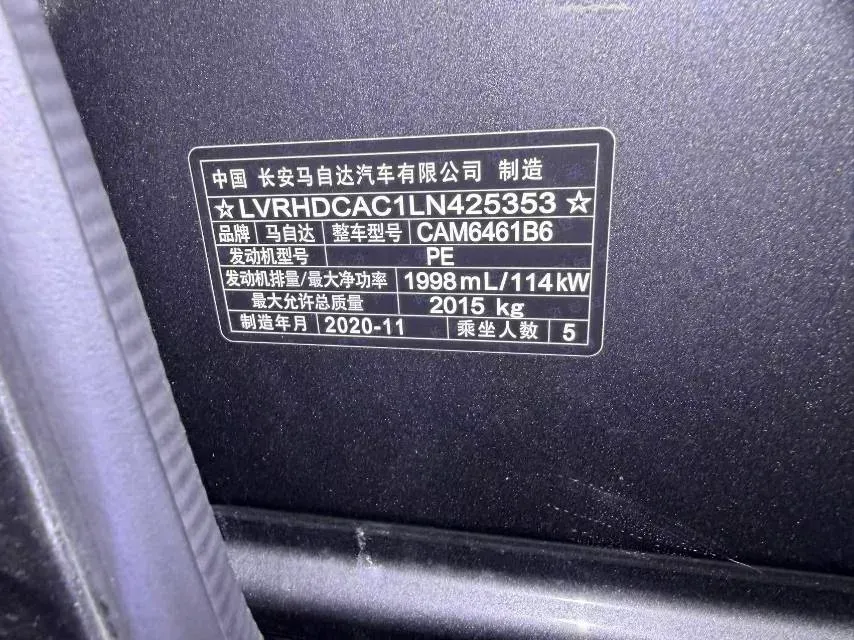 中国 长安马自达汽车有限公司 制造
☆LVRHDCAC1LN425353☆
品牌 马自达 整车型号 CAM6461B6
发动机型号 PE
发动机排量/最大净功率 1998mL/114kW
最大允许总质量 2015 kg
制造年月 2020-11 乘坐人数 5